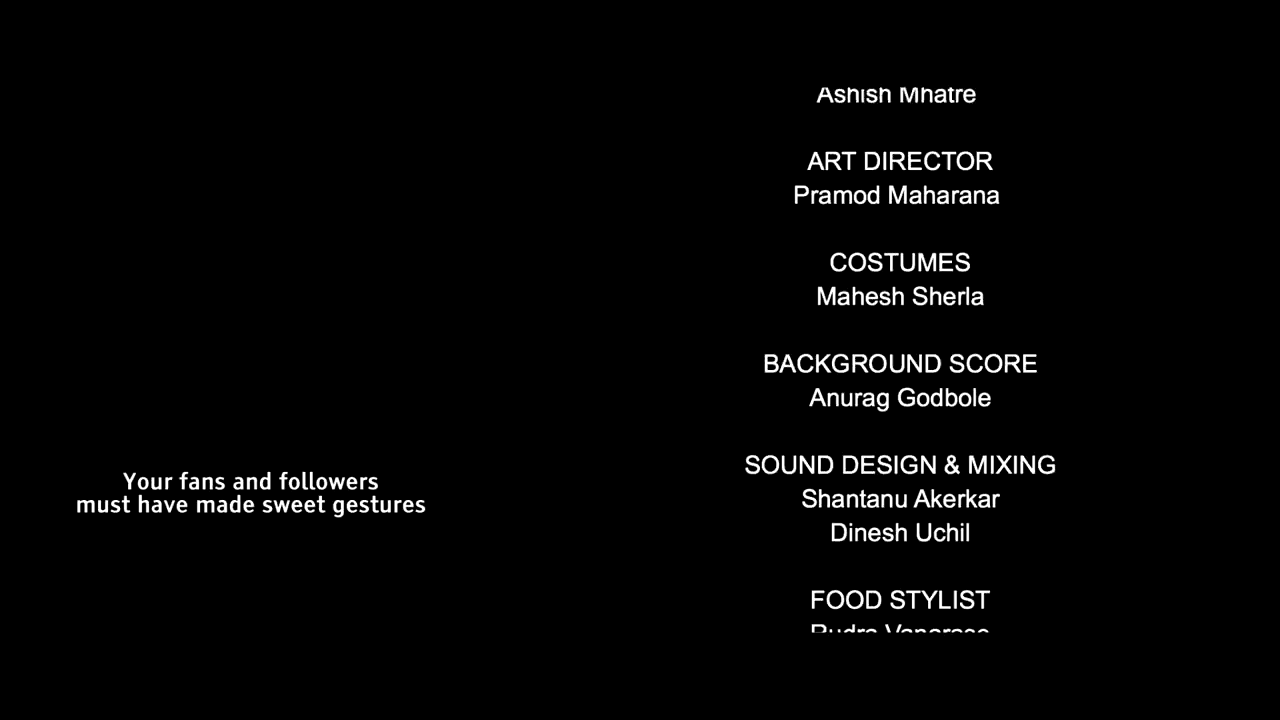 Ashish Mhatre
ART DIRECTOR
Pramod Maharana
COSTUMES
Mahesh Sherla
BACKGROUND SCORE
Anurag Godbole
SOUND DESIGN & MIXING
Shantanu Akerkar
Dinesh Uchil
FOOD STYLIST
Your fans and followers
must have made sweet gestures